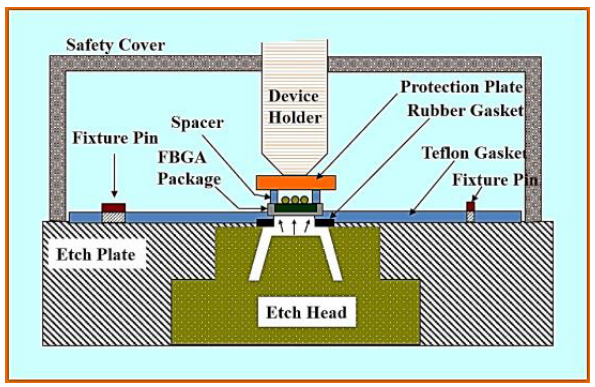 Safety Cover
Device
Holder
Protection Plate
Rubber Gasket
Spacer
Fixture Pin
FBGA
Package
Teflon Gasket
Fixture Pin
Etch Plate
Etch Head